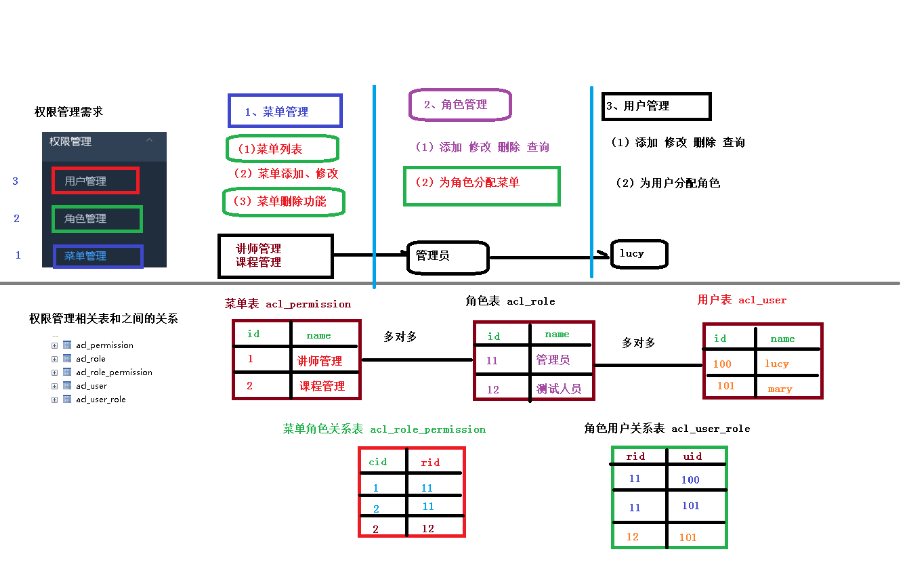 权限管理需求
权限管理
3
用户管理
2
角色管理
1
菜单管理
1、菜单管理
(1)菜单列表
(2) 菜单添加、修改
(3) 菜单删除功能
2、角色管理
(1) 添加 修改 删除 查询
(2) 为角色分配菜单
3、用户管理
(1) 添加 修改 删除 查询
(2) 为用户分配角色
讲师管理
课程管理
管理员
lucy
权限管理相关表和之间的关系
acl_permission
acl_role
acl_role_permission
acl_user
acl_user_role
菜单表 acl_permission
id name
1 讲师管理
2 课程管理
多对多
角色表 acl_role
id name
11 管理员
12 测试人员
多对多
用户表 acl_user
id name
100 lucy
101 mary
菜单角色关系表 acl_role_permission
cid rid
1 11
2 11
2 12
角色用户关系表 acl_user_role
rid uid
11 100
11 101
12 101